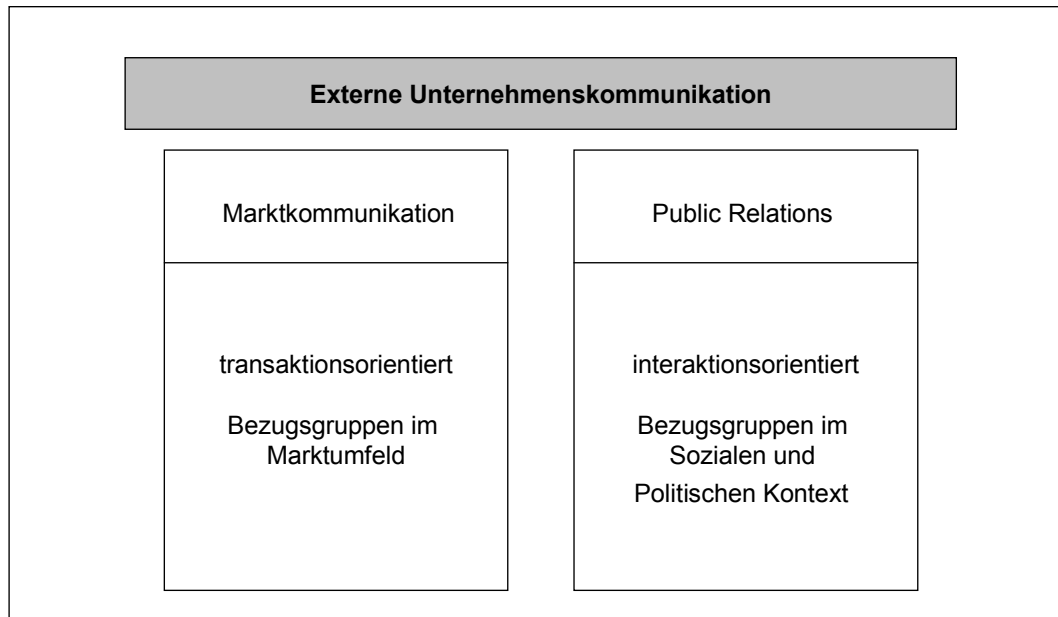 Externe Unternehmenskommunikation
Marktkommunikation
Public Relations
transaktionsorientiert
Bezugsgruppen im
Marktumfeld
interaktionsorientiert
Bezugsgruppen im
Sozialen und
Politischen Kontext